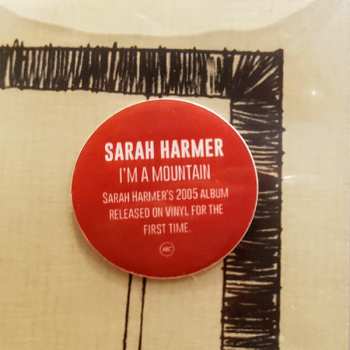 SARAH HARMER
I'M A MOUNTAIN
SARAH HARMER'S 2005 ALBUM
RELEASED ON VINYL FOR THE
FIRST TIME.